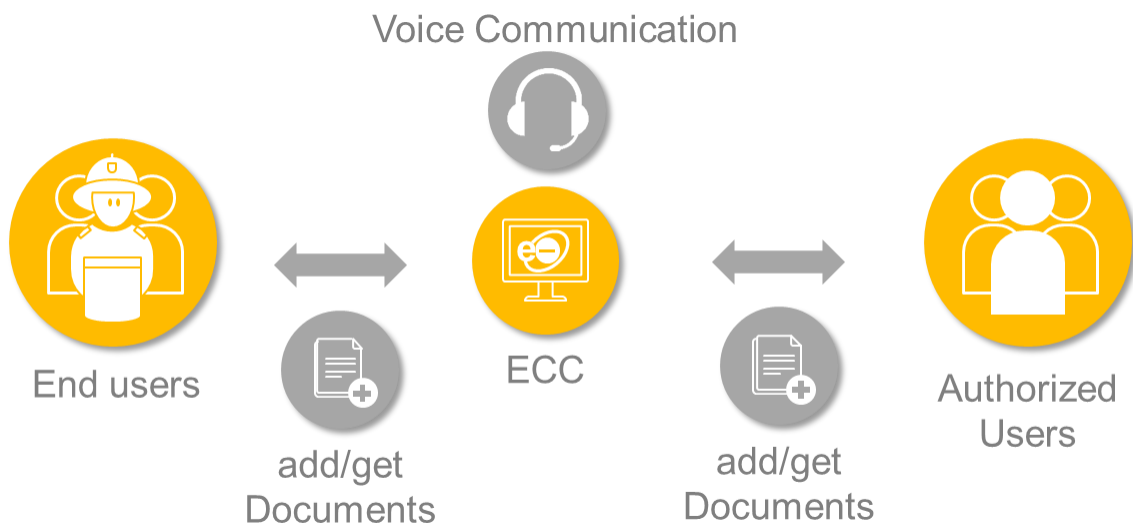 Voice Communication
e
End users
ECC
Authorized
Users
add/get
Documents
add/get
Documents